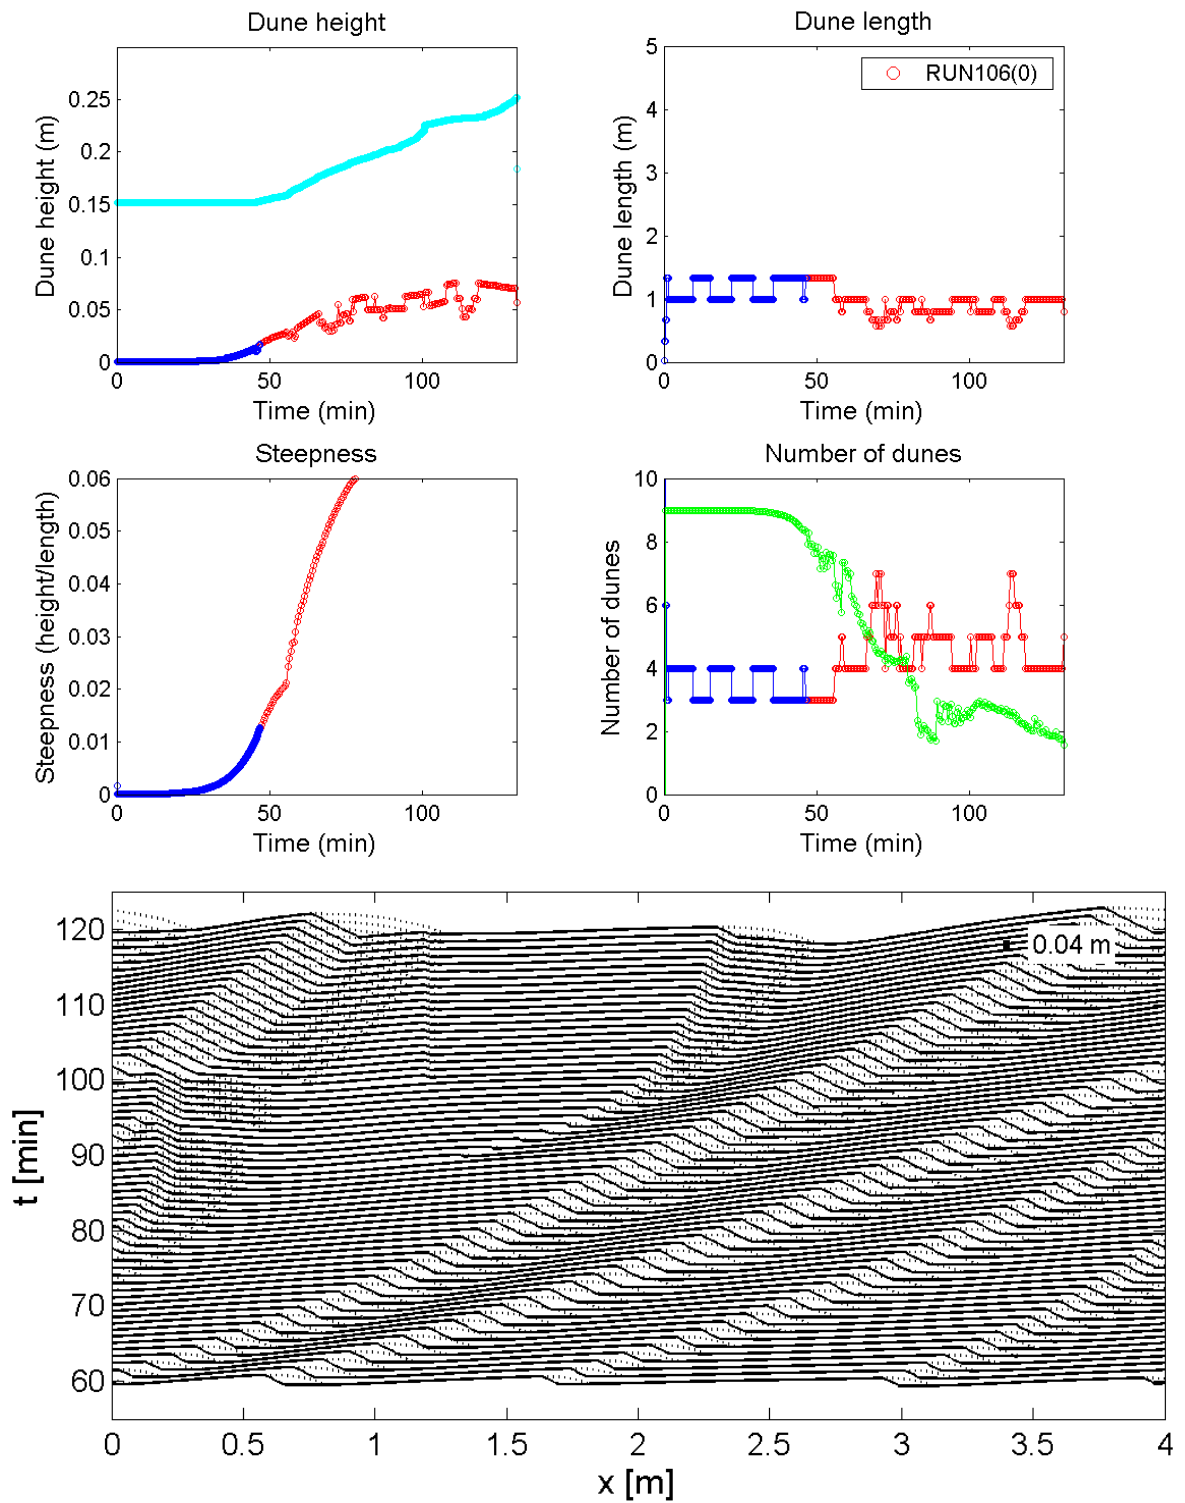 Dune height
Dune height (m)
0.25
0.2
0.15
0.1
0.05
0
0 50 100
Time (min)
Dune length
RUN106(0)
Dune length (m)
5
4
3
2
1
0
0 50 100
Time (min)
Steepness
Steepness (height/length)
0.06
0.05
0.04
0.03
0.02
0.01
0
0 50 100
Time (min)
Number of dunes
Number of dunes
10
8
6
4
2
0
0 50 100
Time (min)
t [min]
120
110
100
90
80
70
60
0.04 m
0 0.5 1 1.5 2 2.5 3 3.5 4
x [m]